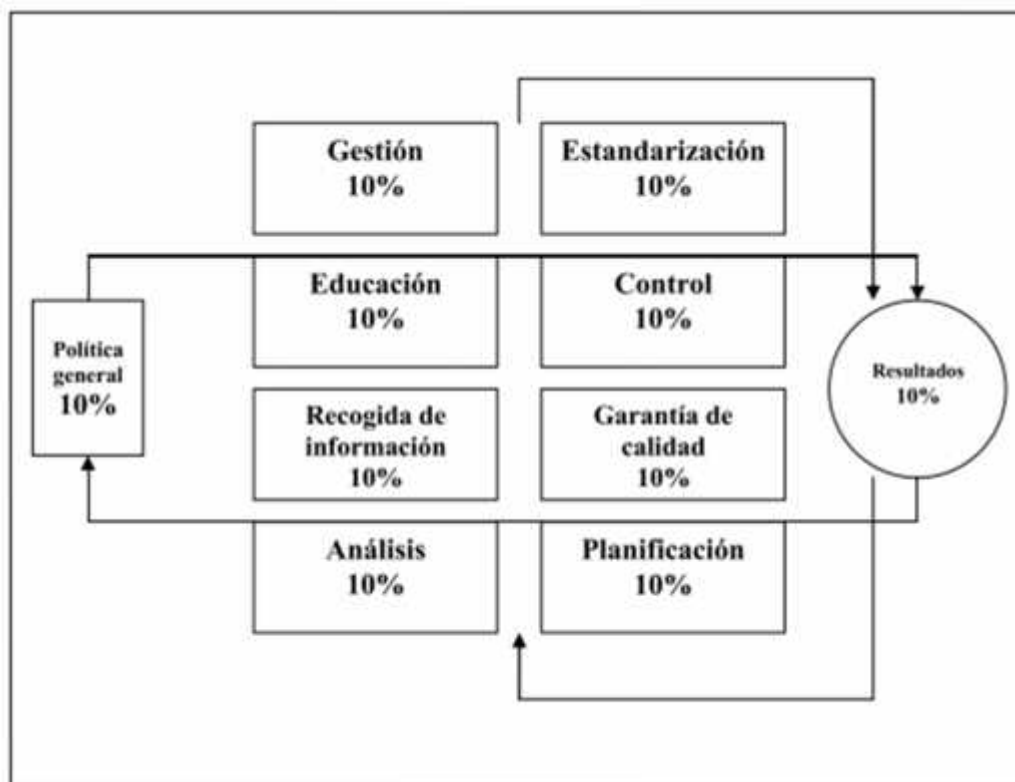 Gestión
10%
Estandarización
10%
Educación
10%
Control
10%
Política
general
10%
Resultados
10%
Recogida de
información
10%
Garantía de
calidad
10%
Análisis
10%
Planificación
10%